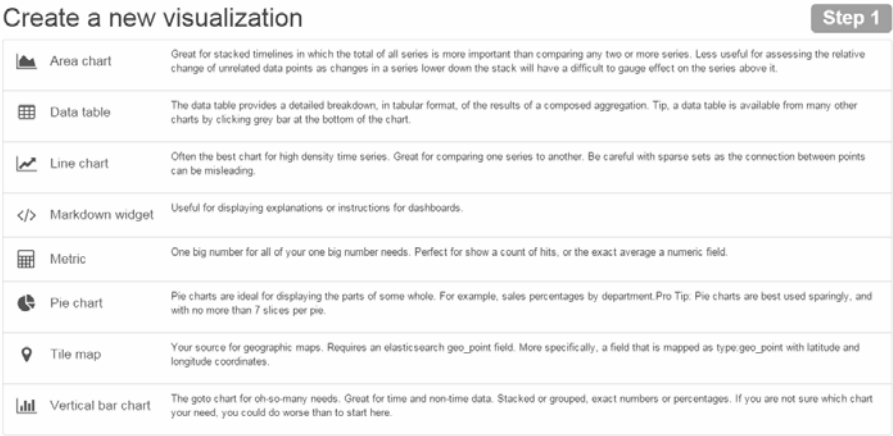 Create a new visualization
Step 1
Area chart
Great for stacked timelines in which the total of all series is more important than comparing any two or more series. Less useful for assessing the relative
change of unrelated data points as changes in a series lower down the stack will have a difficult to gauge effect on the series above it.
Data table
The data table provides a detailed breakdown, in tabular format, of the results of a composed aggregation. Tip, a data table is available from many other
charts by clicking grey bar at the bottom of the chart.
Line chart
Often the best chart for high density time series. Great for comparing one series to another. Be careful with sparse sets as the connection between points
can be misleading.
Markdown widget
Useful for displaying explanations or instructions for dashboards.
Metric
One big number for all of your one big number needs. Perfect for show a count of hits, or the exact average a numeric field.
Pie chart
Pie charts are ideal for displaying the parts of some whole. For example, sales percentages by department.Pro Tip: Pie charts are best used sparingly, and
with no more than 7 slices per pie.
Tile map
Your source for geographic maps. Requires an elasticsearch geo_point field. More specifically, a field that is mapped as type:geo_point with latitude and
longitude coordinates.
Vertical bar chart
The goto chart for oh-so-many needs. Great for time and non-time data. Stacked or grouped, exact numbers or percentages. If you are not sure which chart
your need, you could do worse than to start here.